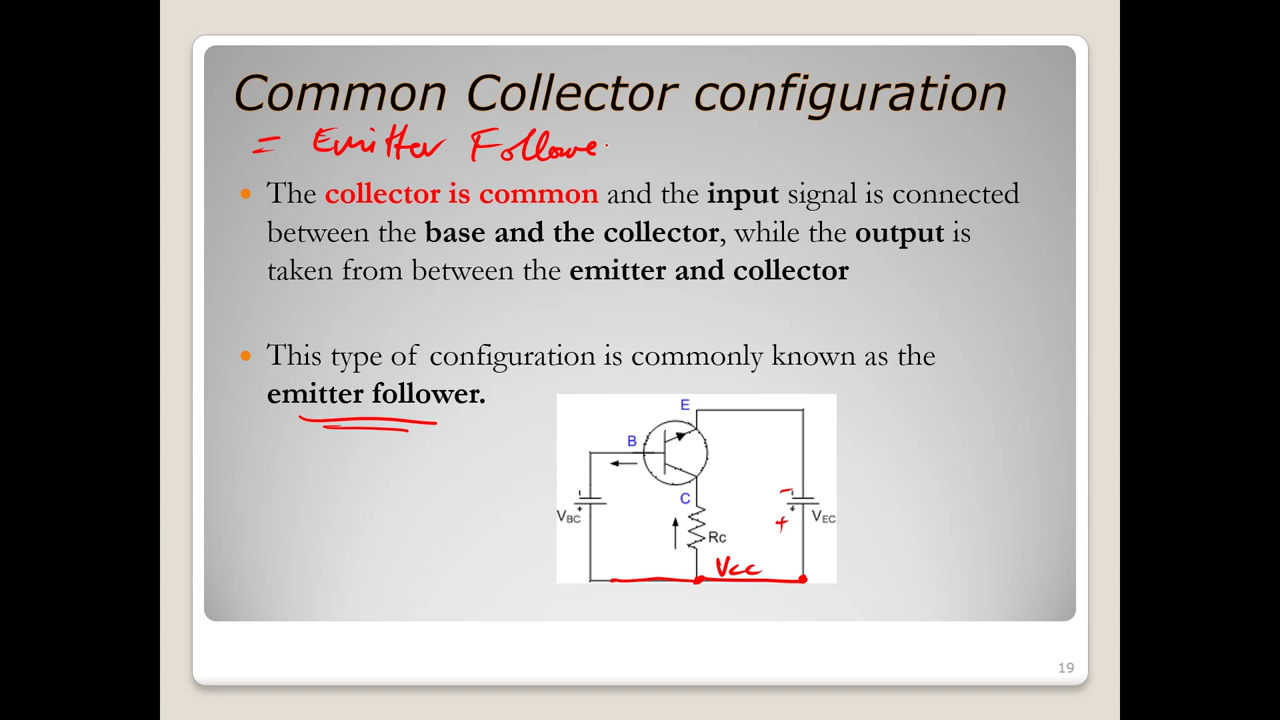 Common Collector configuration
= Emitter Followe
• The collector is common and the input signal is connected
between the base and the collector, while the output is
taken from between the emitter and collector
• This type of configuration is commonly known as the
emitter follower.
E
B
C
- +
VBC
- +
VEC
- +
Rc
Vcc
19